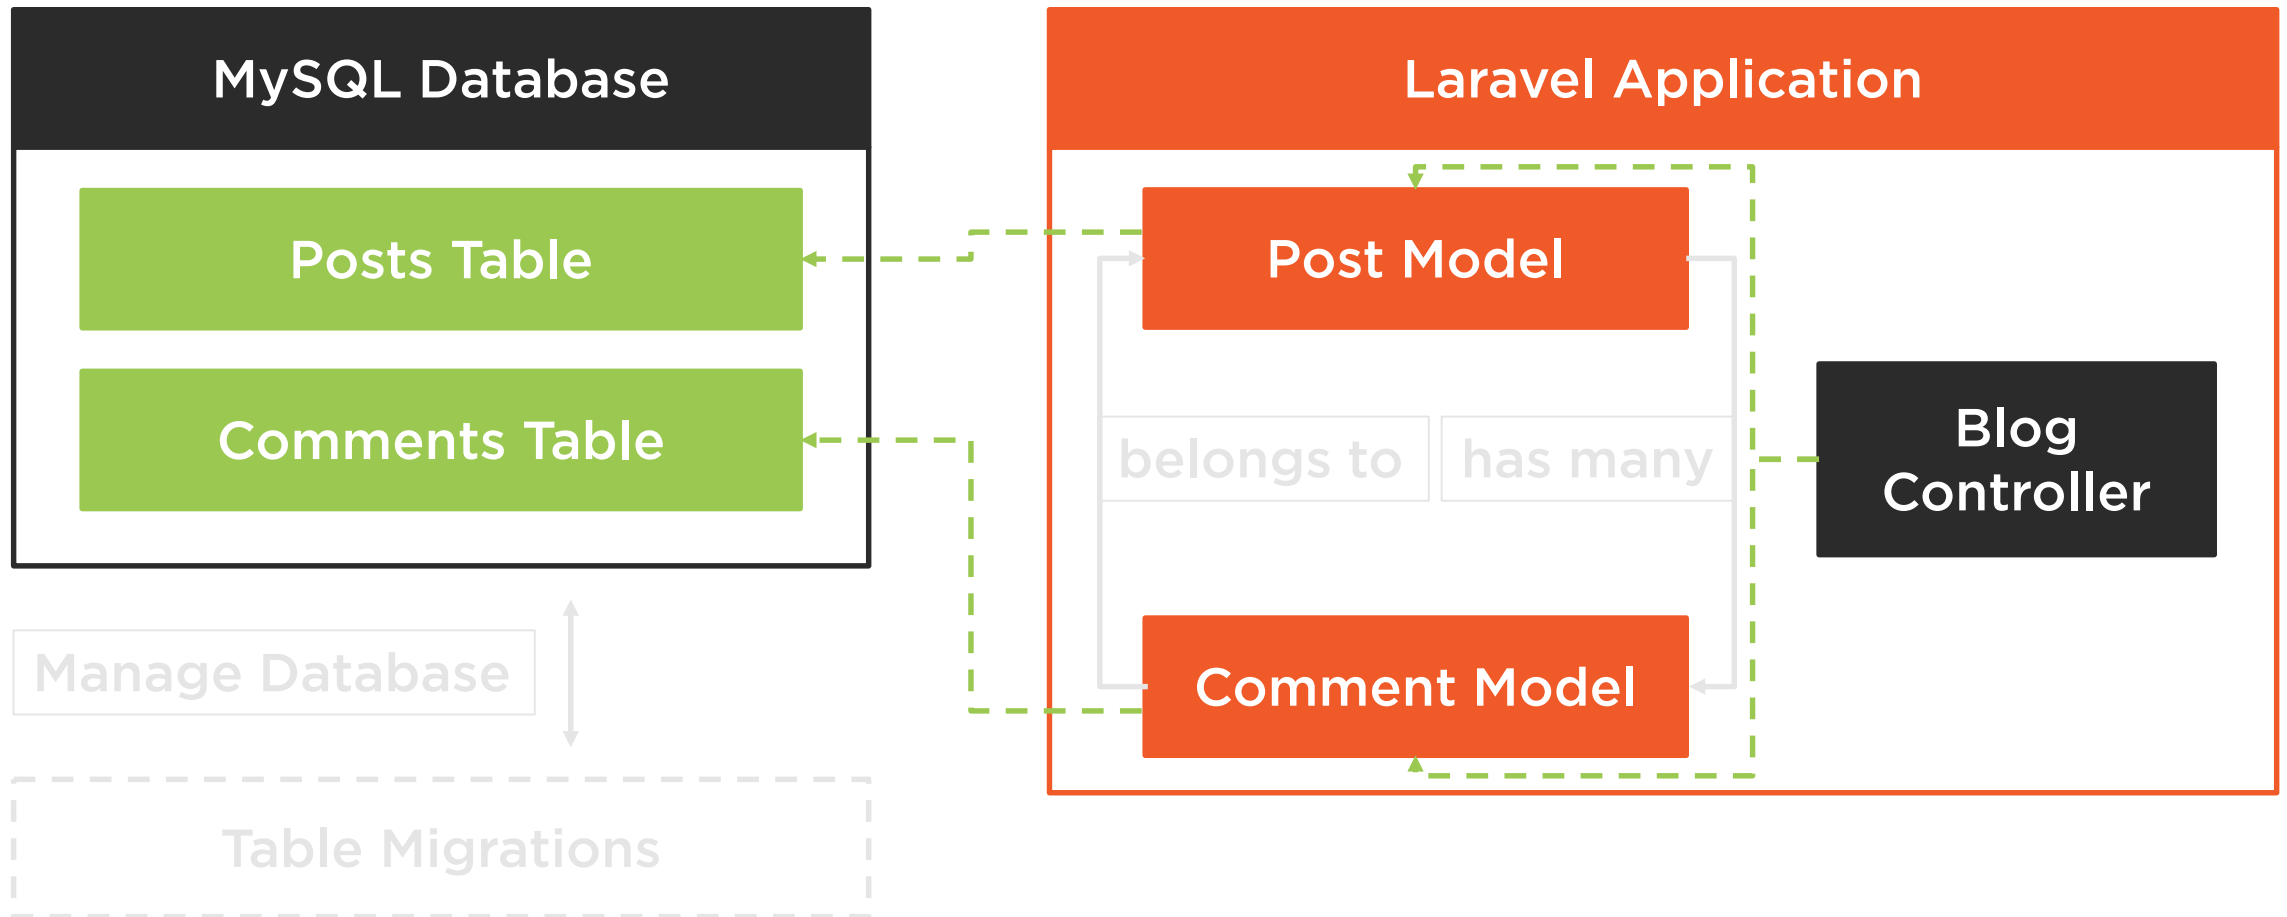 MySQL Database
Posts Table
Comments Table
Manage Database
Table Migrations
Laravel Application
Post Model
belongs to
has many
Comment Model
Blog
Controller